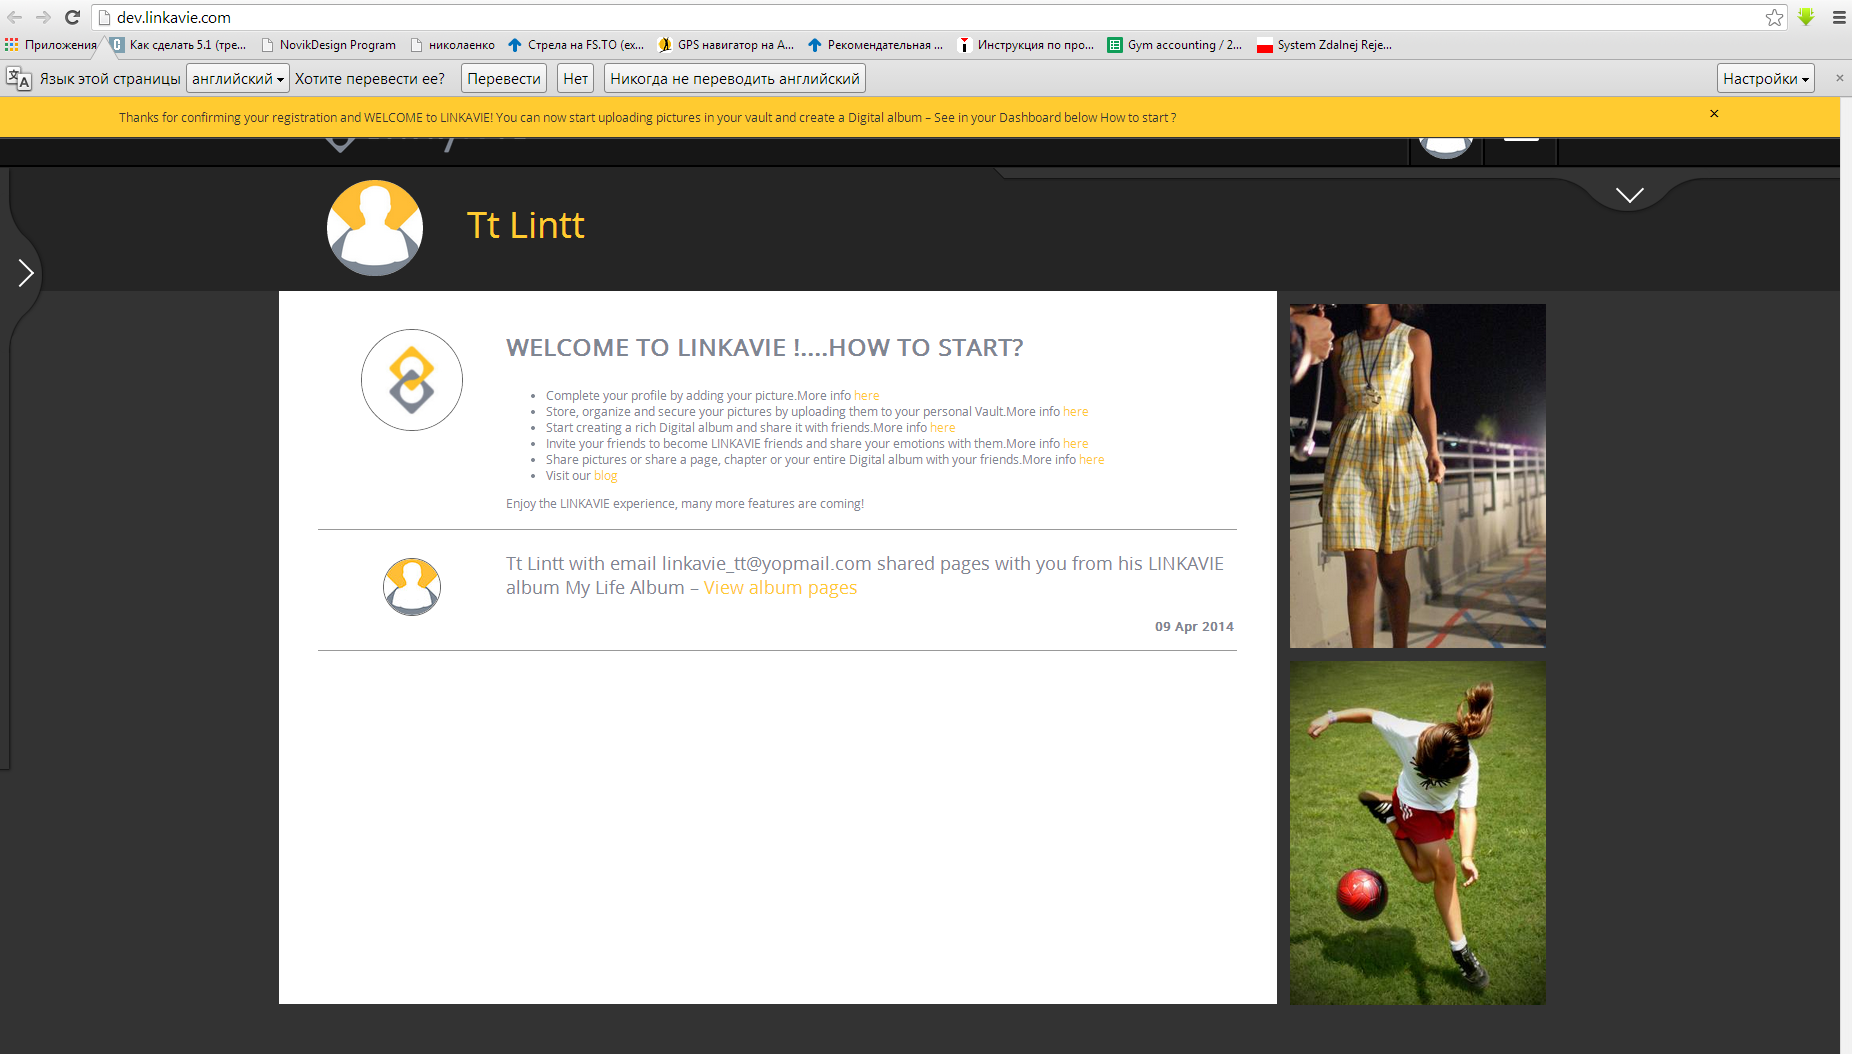 dev.linkavie.com
Приложения Как сделать 5.1 (тре... NovikDesign Program николаенко Стрела на FS.TO (ex... GPS навигатор на A... Рекомендательная ... Инструкция по про... Gym accounting / 2... System Zdalnej Reje...
Язык этой страницы английский Хотите перевести ее? Перевести Нет Никогда не переводить английский Настройки
Thanks for confirming your registration and WELCOME to LINKAVIE! You can now start uploading pictures in your vault and create a Digital album – See in your Dashboard below How to start ?
Tt Lintt
WELCOME TO LINKAVIE !....HOW TO START?
Complete your profile by adding your picture.More info here
Store, organize and secure your pictures by uploading them to your personal Vault.More info here
Start creating a rich Digital album and share it with friends.More info here
Invite your friends to become LINKAVIE friends and share your emotions with them.More info here
Share pictures or share a page, chapter or your entire Digital album with your friends.More info here
Visit our blog
Enjoy the LINKAVIE experience, many more features are coming!
Tt Lintt with email linkavie_tt@yopmail.com shared pages with you from his LINKAVIE
album My Life Album – View album pages
09 Apr 2014